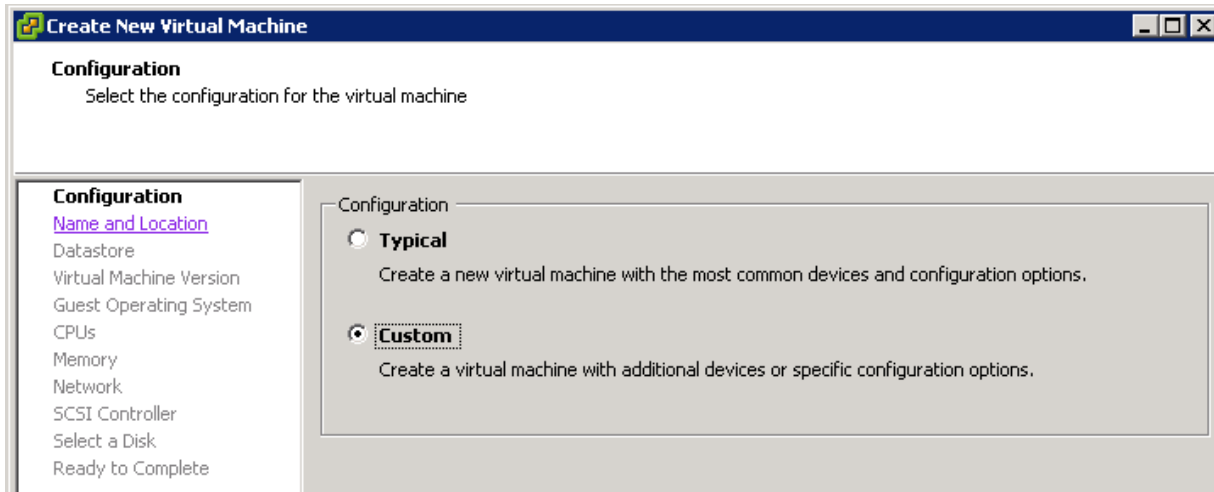 Create New Virtual Machine
Configuration
Select the configuration for the virtual machine
Configuration
Name and Location
Datastore
Virtual Machine Version
Guest Operating System
CPUs
Memory
Network
SCSI Controller
Select a Disk
Ready to Complete
Configuration
Typical
Create a new virtual machine with the most common devices and configuration options.
Custom
Create a virtual machine with additional devices or specific configuration options.